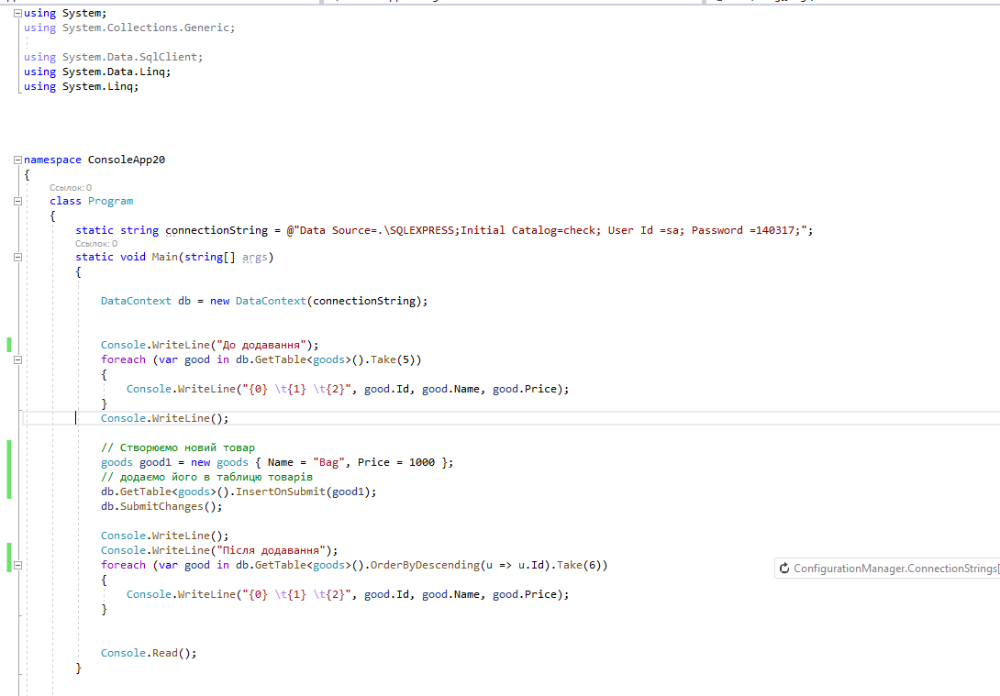 using System;
using System.Collections.Generic;
using System.Data.SqlClient;
using System.Data.Linq;
using System.Linq;
namespace ConsoleApp20
{
Ссылок: 0
class Program
{
static string connectionString = @"Data Source=.\SQLEXPRESS;Initial Catalog=check; User Id =sa; Password =140317;";
Ссылок: 0
static void Main(string[] args)
{
DataContext db = new DataContext(connectionString);
Console.WriteLine("До додавання");
foreach (var good in db.GetTable<goods>().Take(5))
{
Console.WriteLine("{0} \t{1} \t{2}", good.Id, good.Name, good.Price);
}
Console.WriteLine();
// Створюємо новий товар
goods good1 = new goods { Name = "Bag", Price = 1000 };
// додаємо його в таблицю товарів
db.GetTable<goods>().InsertOnSubmit(good1);
db.SubmitChanges();
Console.WriteLine();
Console.WriteLine("Після додавання");
foreach (var good in db.GetTable<goods>().OrderByDescending(u => u.Id).Take(6))
ConfigurationManager.ConnectionStrings[
{
Console.WriteLine("{0} \t{1} \t{2}", good.Id, good.Name, good.Price);
}
Console.Read();
}